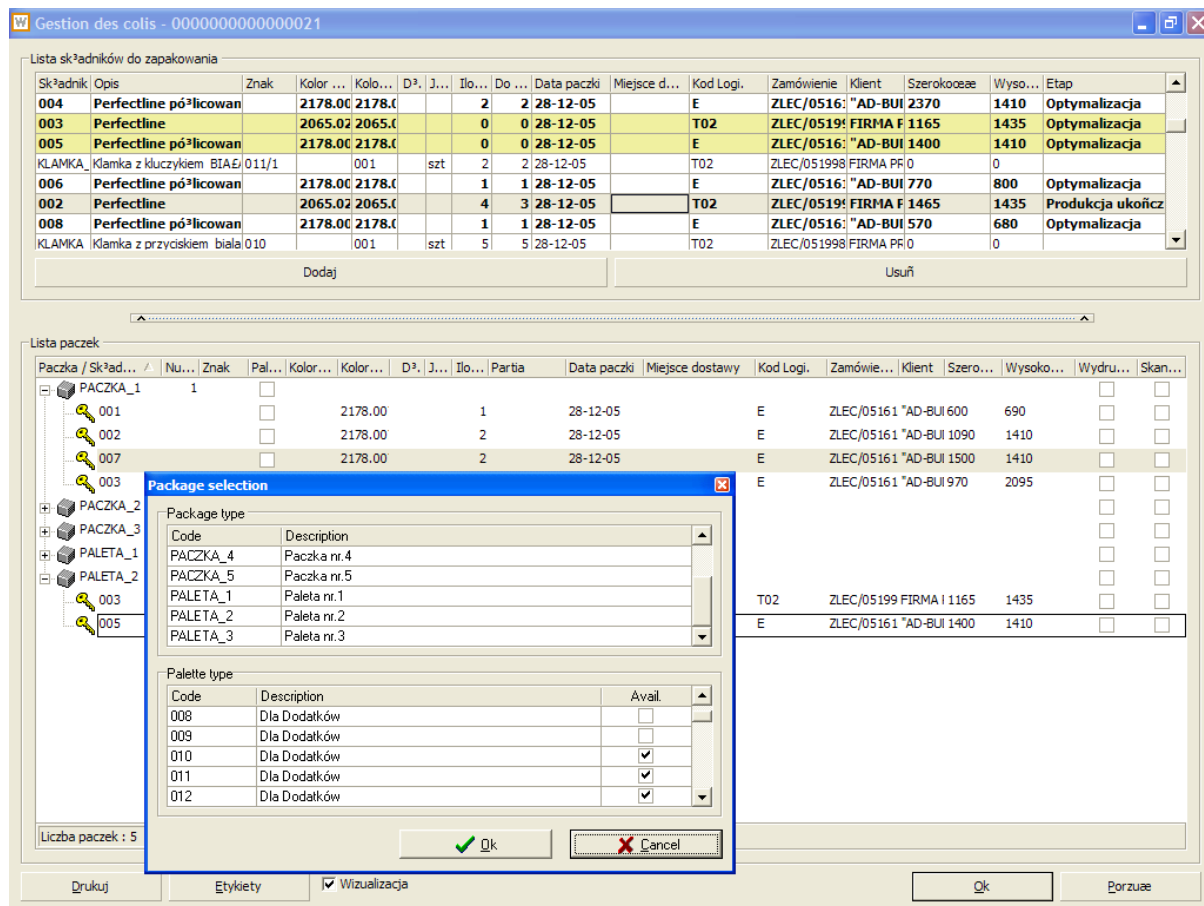 Gestion des colis - 0000000000000021
Lista sk³adników do zapakowania
Sk³adnik Opis Znak Kolor ... Kolo... D³. J... Ilo... Do ... Data paczki Miejsce d... Kod Logi. Zamówienie Klient Szerokoœæ Wyso... Etap
004 Perfectline pó³licowan 2178.00 2178.( 2 2 28-12-05 E ZLEC/0516: "AD-BUI 2370 1410 Optymalizacja
003 Perfectline 2065.02 2065.( 0 0 28-12-05 T02 ZLEC/0519! FIRMA F 1165 1435 Optymalizacja
005 Perfectline pó³licowan 2178.00 2178.( 0 0 28-12-05 E ZLEC/0516: "AD-BUI 1400 1410 Optymalizacja
KLAMKA_ Klamka z kluczykiem BIA£/ 011/1 001 szt 2 2 28-12-05 T02 ZLEC/051998 FIRMA PR 0 0
006 Perfectline pó³licowan 2178.00 2178.( 1 1 28-12-05 E ZLEC/0516: "AD-BUI 770 800 Optymalizacja
002 Perfectline 2065.02 2065.( 4 3 28-12-05 T02 ZLEC/0519! FIRMA F 1465 1435 Produkcja ukoñcz
008 Perfectline pó³licowan 2178.00 2178.( 1 1 28-12-05 E ZLEC/0516: "AD-BUI 570 680 Optymalizacja
KLAMKA Klamka z przyciskiem biala 010 001 szt 5 5 28-12-05 T02 ZLEC/051998 FIRMA PR 0 0
Dodaj Usuñ
Lista paczek
Paczka / Sk³ad... Nu... Znak Pal... Kolor... Kolor... D³. J... Ilo... Partia Data paczki Miejsce dostawy Kod Logi. Zamówie... Klient Szero... Wysoko... Wydru... Skan...
PACZKA_1 1
001 2178.00 1 28-12-05 E ZLEC/05161 "AD-BUI 600 690
002 2178.00 2 28-12-05 E ZLEC/05161 "AD-BUI 1090 1410
007 2178.00 2 28-12-05 E ZLEC/05161 "AD-BUI 1500 1410
003 E ZLEC/05161 "AD-BUI 970 2095
PACZKA_2
PACZKA_3
PALETA_1
PALETA_2
003 T02 ZLEC/05199 FIRMA I 1165 1435
005 E ZLEC/05161 "AD-BUI 1400 1410
Package selection
Package type
Code Description
PACZKA_4 Paczka nr.4
PACZKA_5 Paczka nr.5
PALETA_1 Paleta nr.1
PALETA_2 Paleta nr.2
PALETA_3 Paleta nr.3
Palette type
Code Description Avail.
008 Dla Dodatków
009 Dla Dodatków
010 Dla Dodatków
011 Dla Dodatków
012 Dla Dodatków
Ok Cancel
Liczba paczek : 5
Drukuj Etykiety Wizualizacja Ok Porzuæ